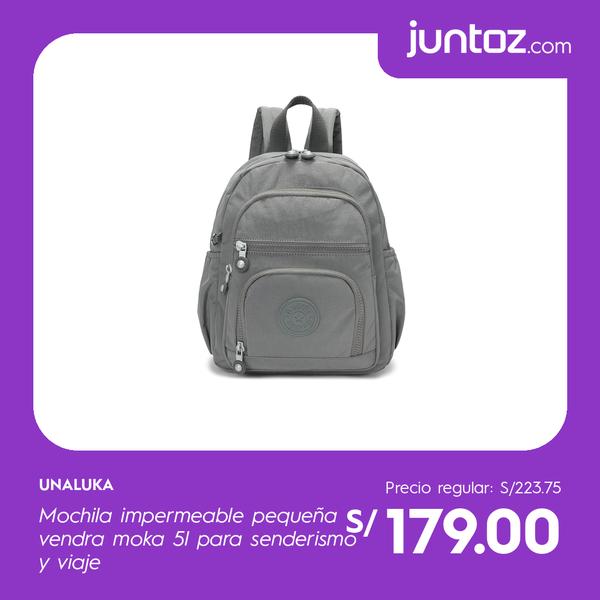 juntoz.com
UNALUKA
Mochila impermeable pequeña
vendra moka 5l para senderismo
y viaje
Precio regular: S/223.75
S/179.00